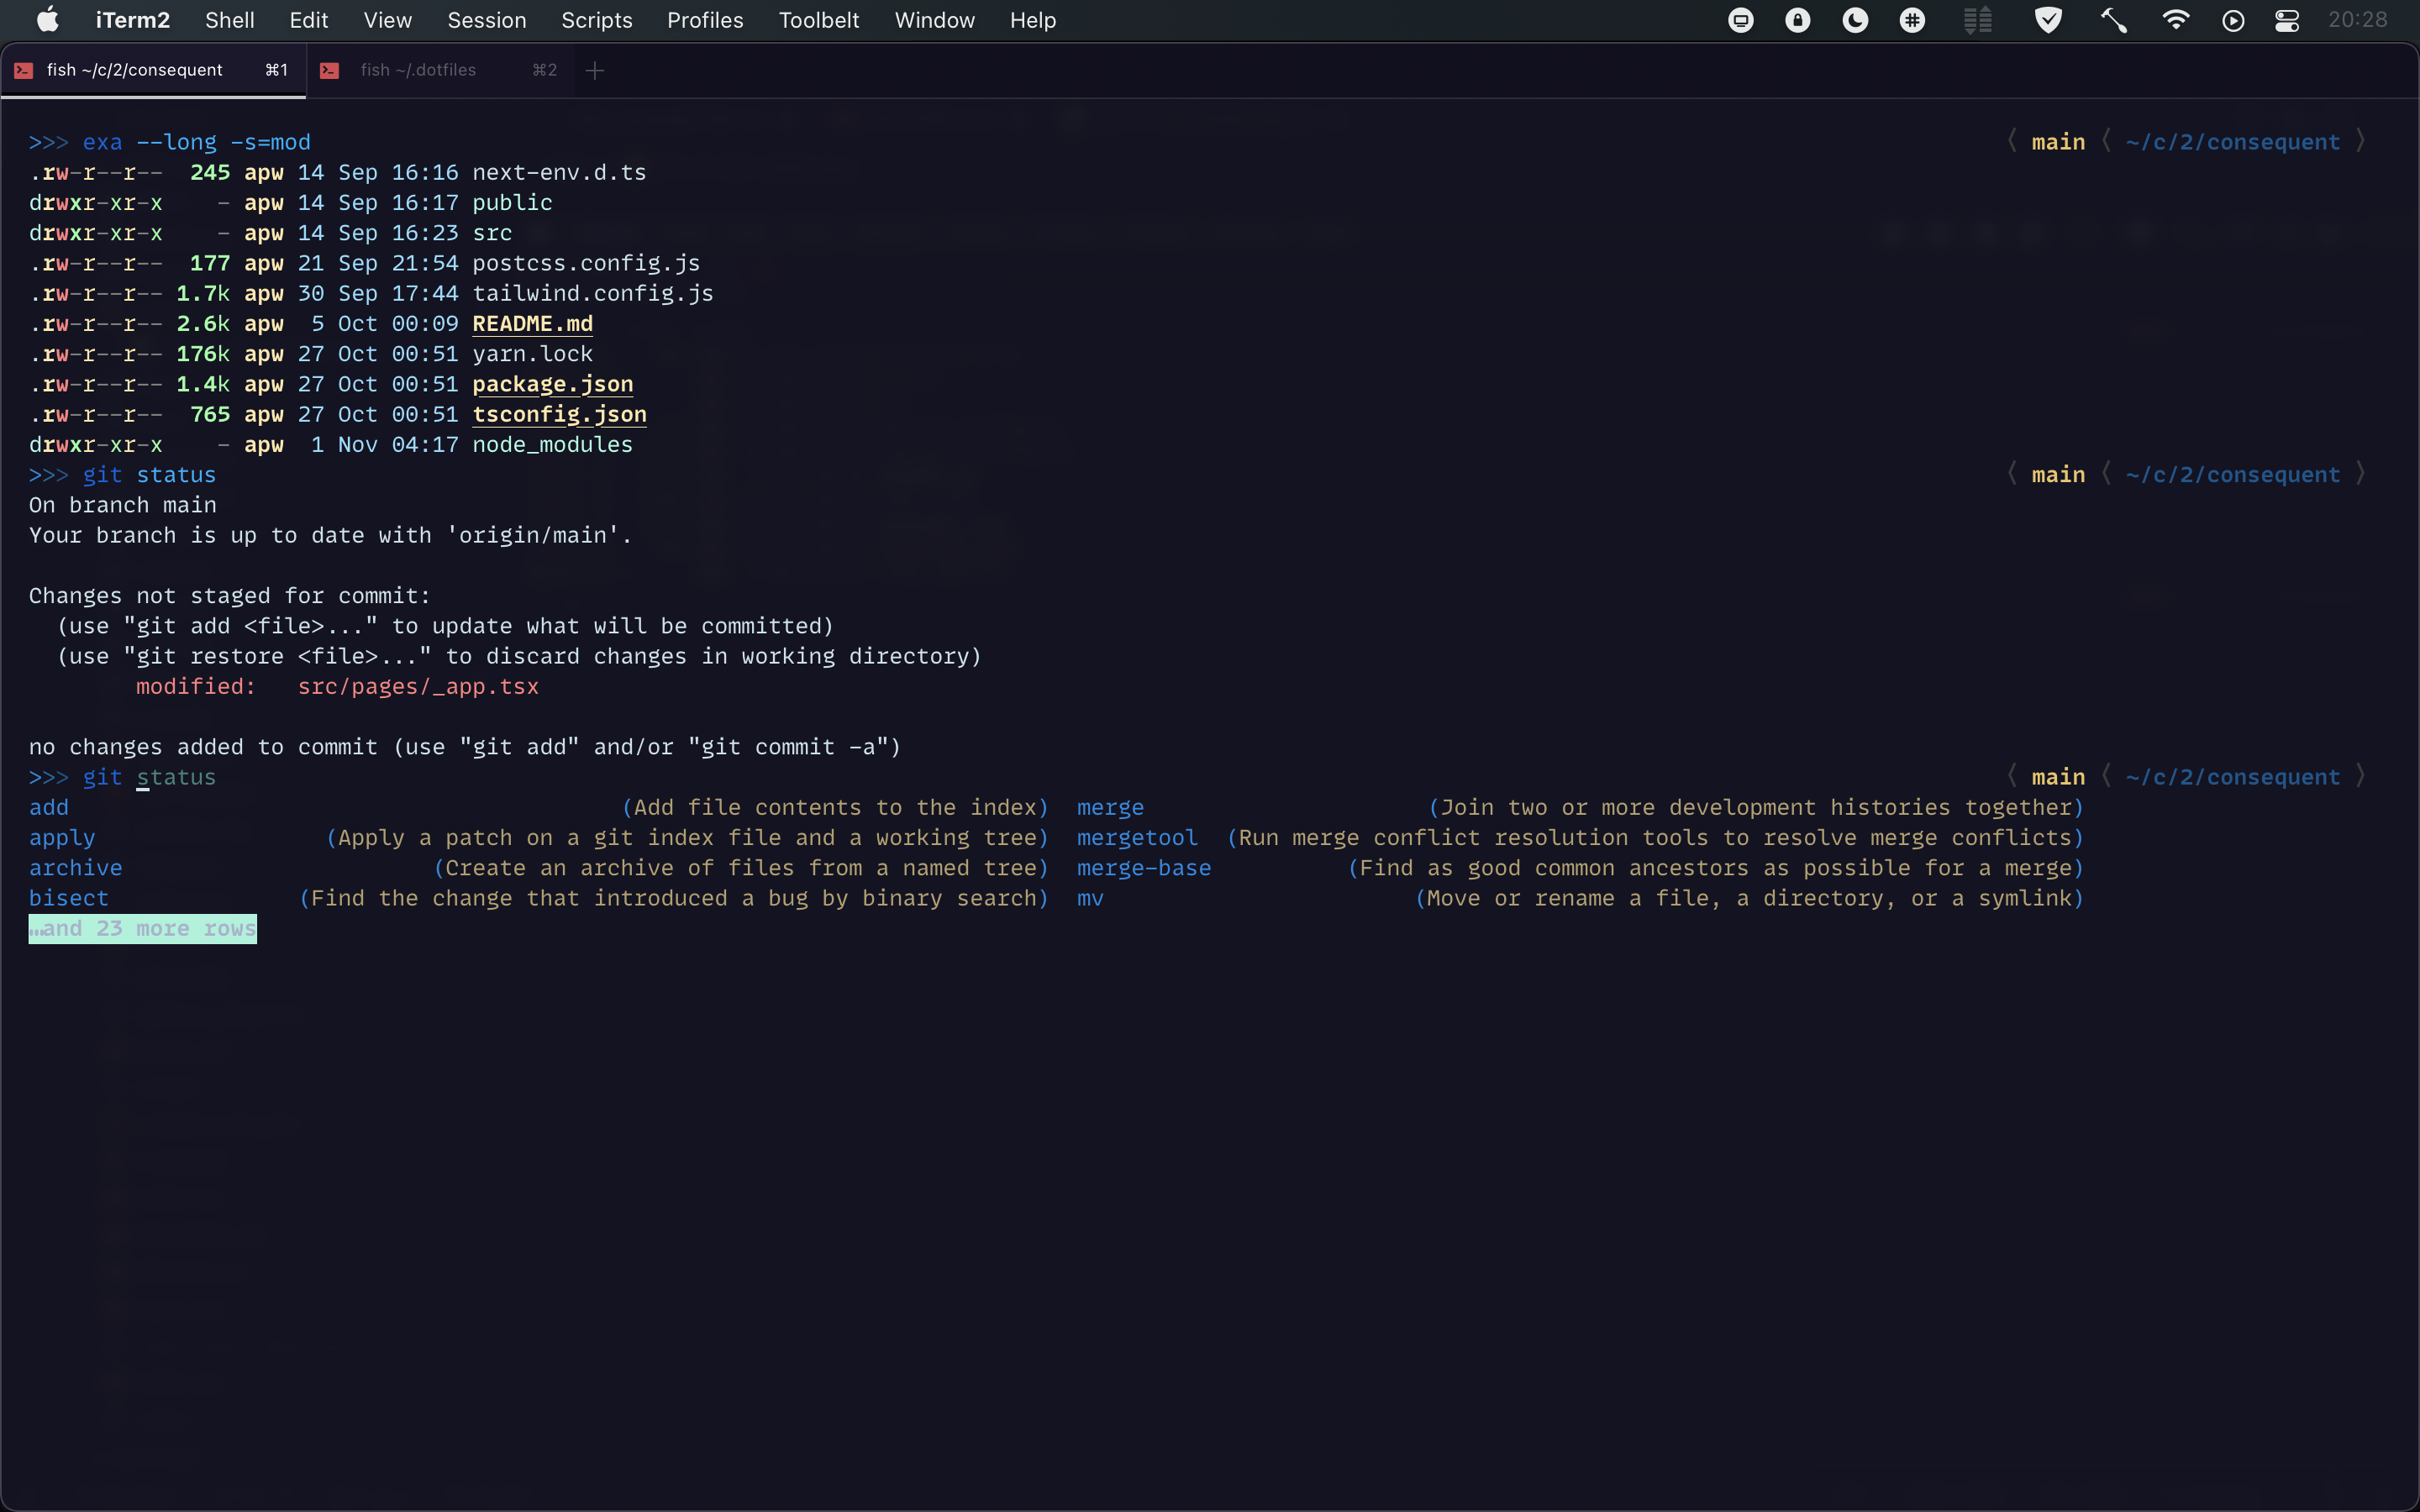 iTerm2 Shell Edit View Session Scripts Profiles Toolbelt Window Help 20:28
fish ~/c/2/consequent ⌘1 fish ~/.dotfiles ⌘2 +
>>> exa --long -s=mod ⟨ main ⟨ ~/c/2/consequent ⟩
.rw-r--r-- 245 apw 14 Sep 16:16 next-env.d.ts
drwxr-xr-x - apw 14 Sep 16:17 public
drwxr-xr-x - apw 14 Sep 16:23 src
.rw-r--r-- 177 apw 21 Sep 21:54 postcss.config.js
.rw-r--r-- 1.7k apw 30 Sep 17:44 tailwind.config.js
.rw-r--r-- 2.6k apw 5 Oct 00:09 README.md
.rw-r--r-- 176k apw 27 Oct 00:51 yarn.lock
.rw-r--r-- 1.4k apw 27 Oct 00:51 package.json
.rw-r--r-- 765 apw 27 Oct 00:51 tsconfig.json
drwxr-xr-x - apw 1 Nov 04:17 node_modules
>>> git status ⟨ main ⟨ ~/c/2/consequent ⟩
On branch main
Your branch is up to date with 'origin/main'.
Changes not staged for commit:
(use "git add <file>..." to update what will be committed)
(use "git restore <file>..." to discard changes in working directory)
modified: src/pages/_app.tsx
no changes added to commit (use "git add" and/or "git commit -a")
>>> git status ⟨ main ⟨ ~/c/2/consequent ⟩
add (Add file contents to the index) merge (Join two or more development histories together)
apply (Apply a patch on a git index file and a working tree) mergetool (Run merge conflict resolution tools to resolve merge conflicts)
archive (Create an archive of files from a named tree) merge-base (Find as good common ancestors as possible for a merge)
bisect (Find the change that introduced a bug by binary search) mv (Move or rename a file, a directory, or a symlink)
…and 23 more rows